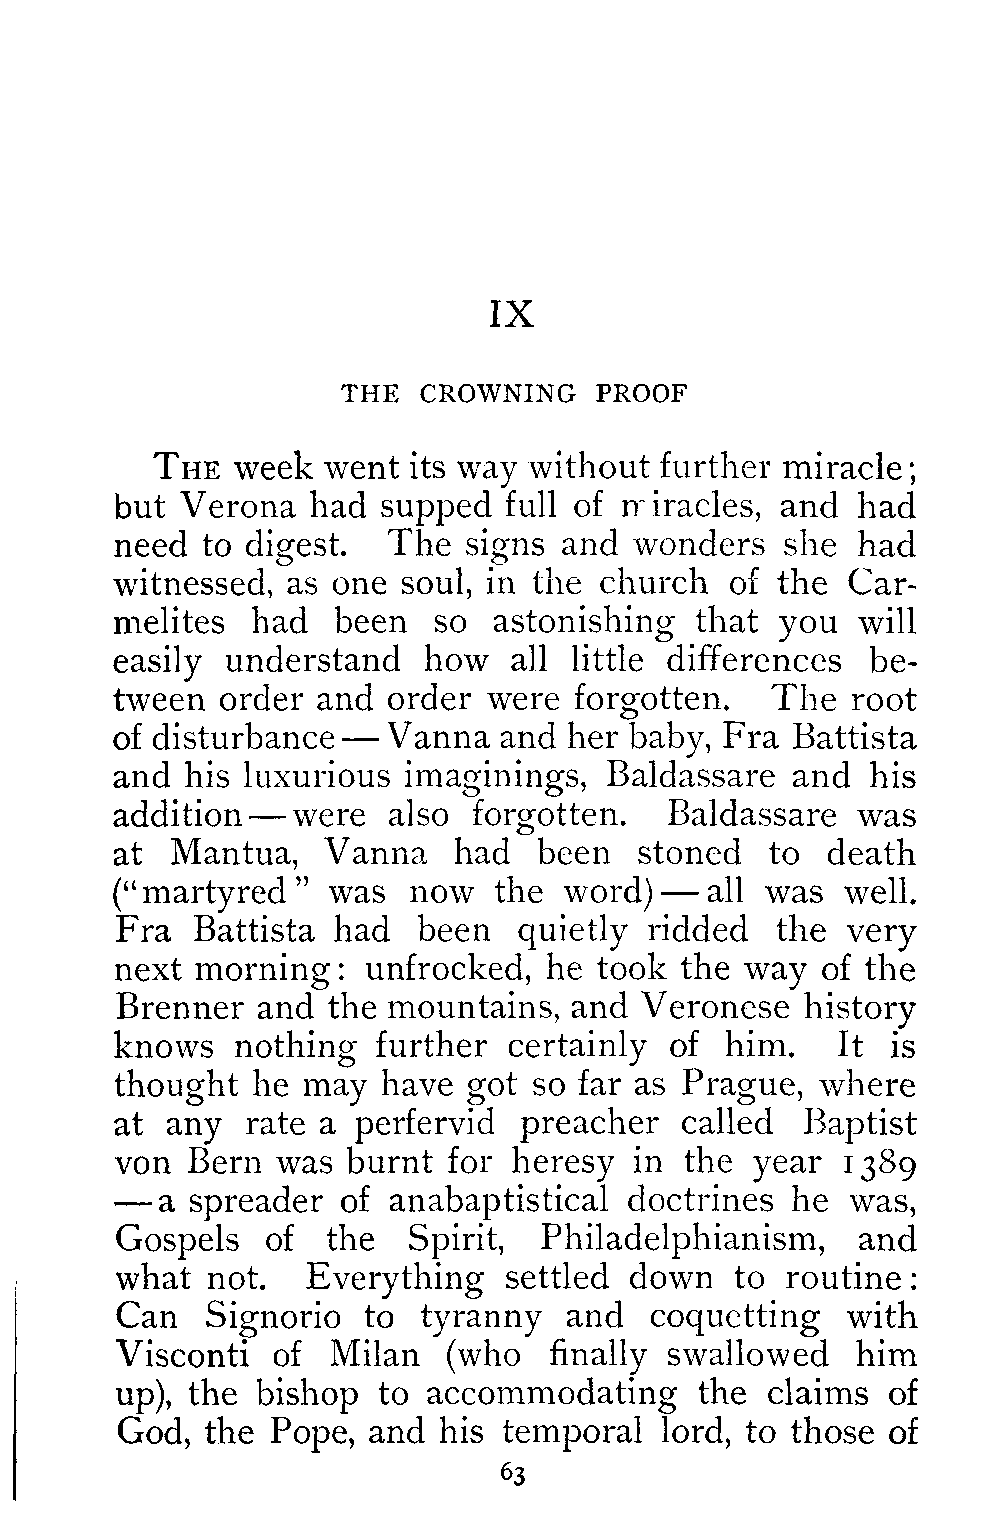 IX
THE CROWNING PROOF
THE week went its way without further miracle;
but Verona had supped full of miracles, and had
need to digest. The signs and wonders she had
witnessed, as one soul, in the church of the Car-
melites had been so astonishing that you will
easily understand how all little differences be-
tween order and order were forgotten. The root
of disturbance — Vanna and her baby, Fra Battista
and his luxurious imaginings, Baldassare and his
addition — were also forgotten. Baldassare was
at Mantua, Vanna had been stoned to death
("martyred" was now the word) — all was well.
Fra Battista had been quietly ridded the very
next morning: unfrocked, he took the way of the
Brenner and the mountains, and Veronese history
knows nothing further certainly of him. It is
thought he may have got so far as Prague, where
at any rate a perfervid preacher called Baptist
von Bern was burnt for heresy in the year 1389
— a spreader of anabaptistical doctrines he was,
Gospels of the Spirit, Philadelphianism, and
what not. Everything settled down to routine:
Can Signorio to tyranny and coquetting with
Visconti of Milan (who finally swallowed him
up), the bishop to accommodating the claims of
God, the Pope, and his temporal lord, to those of
63